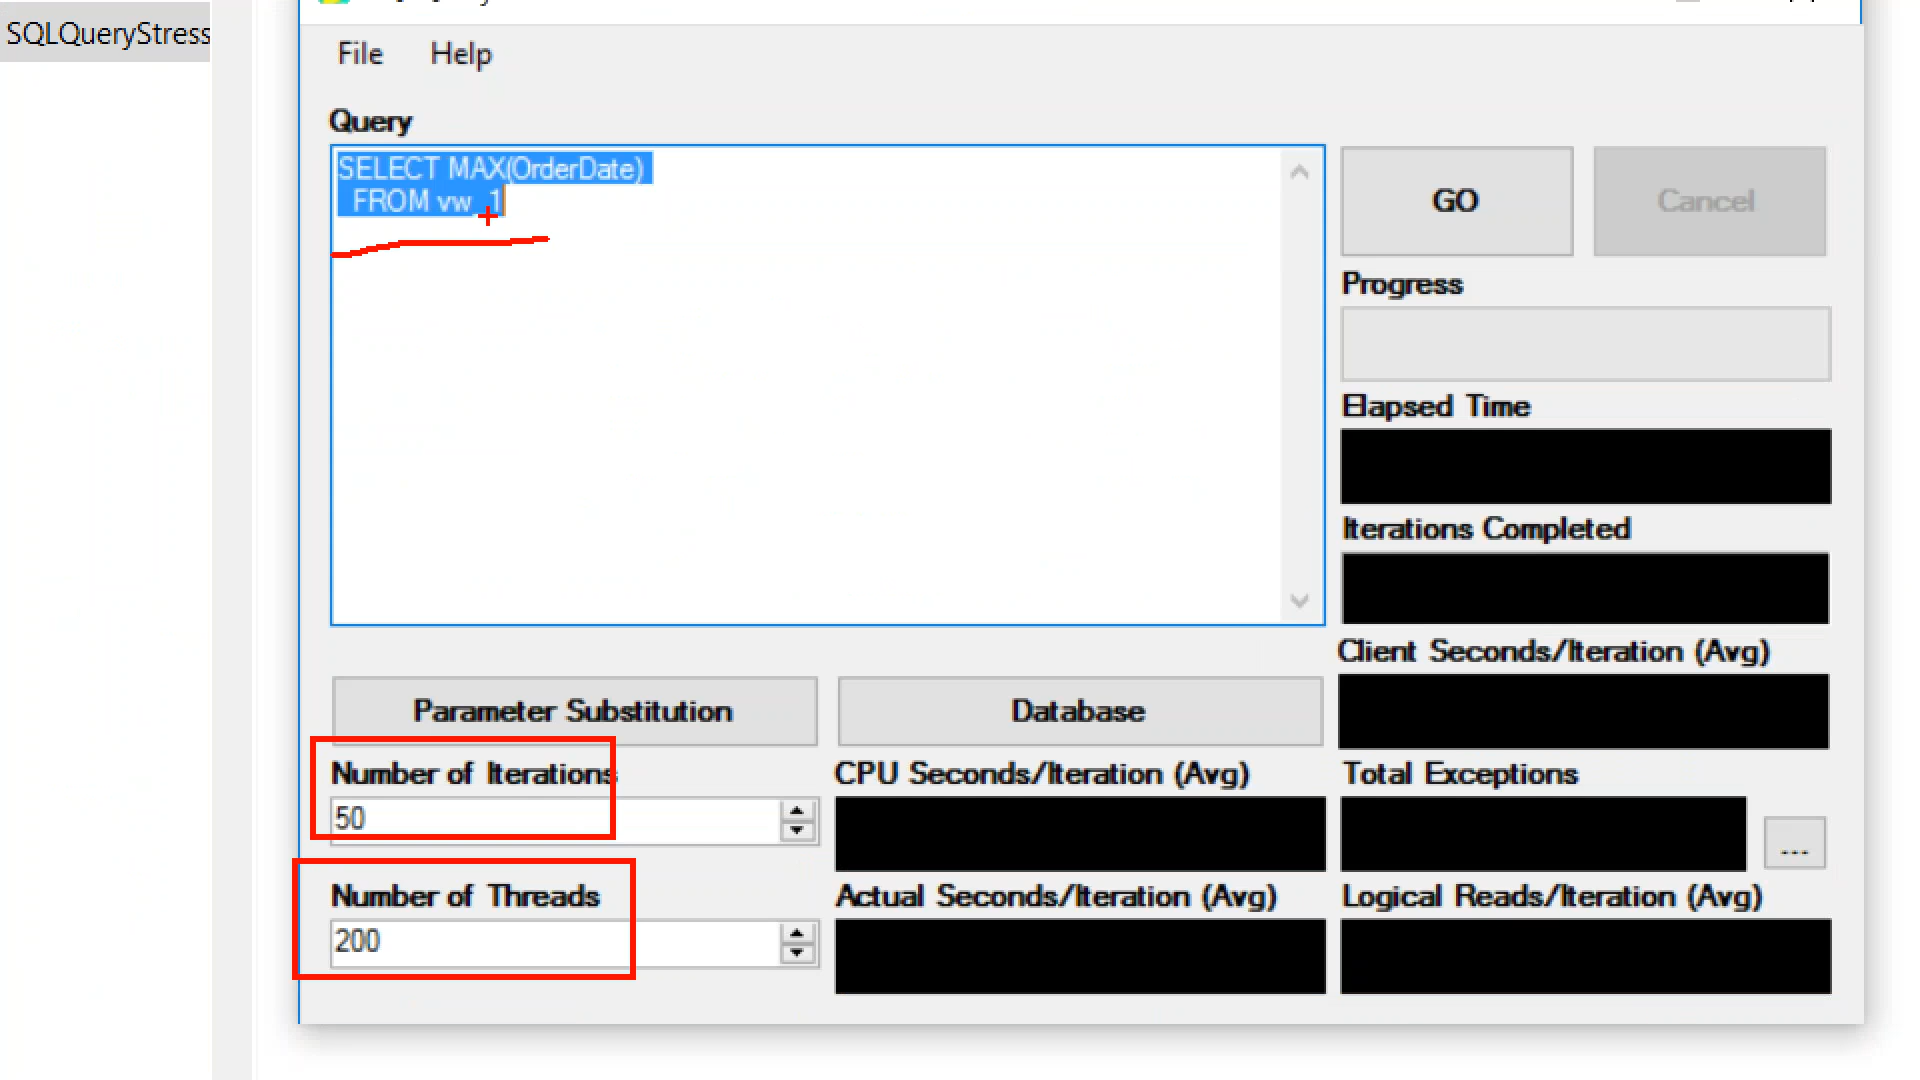 SQLQueryStress
File Help
Query
SELECT MAX(OrderDate)
FROM vw_1
GO
Cancel
Progress
Elapsed Time
Iterations Completed
Client Seconds/Iteration (Avg)
Parameter Substitution
Database
Number of Iterations
50
CPU Seconds/Iteration (Avg)
Total Exceptions
...
Number of Threads
200
Actual Seconds/Iteration (Avg)
Logical Reads/Iteration (Avg)